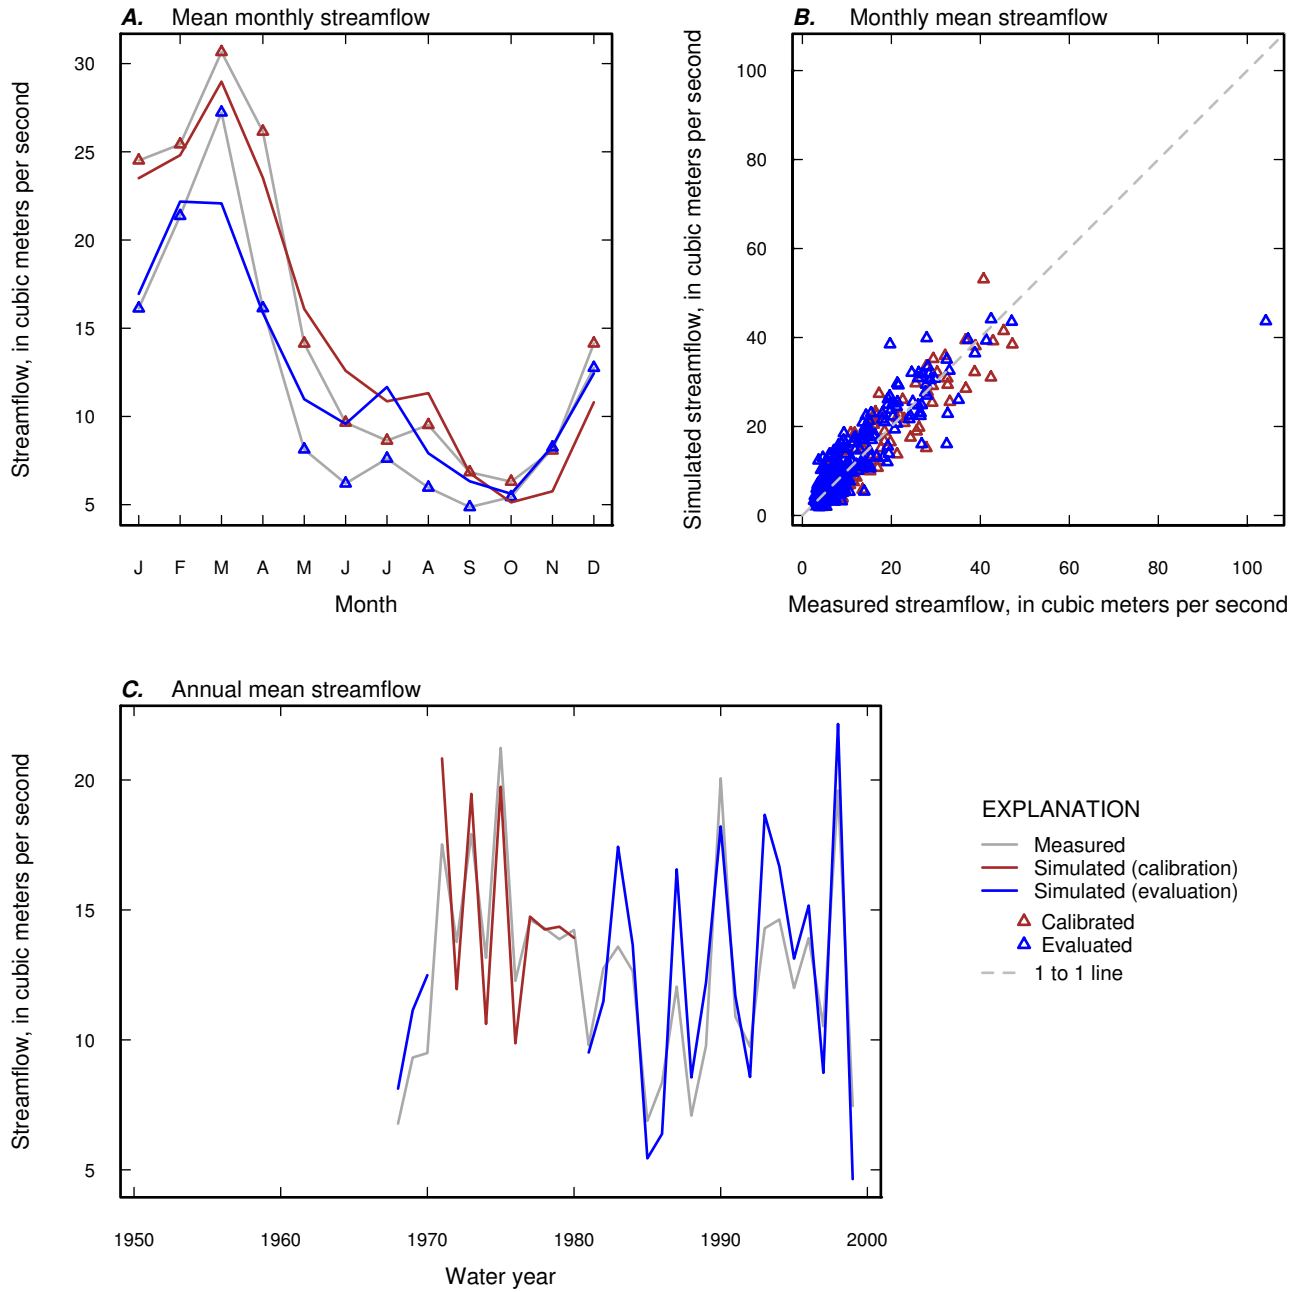 A. Mean monthly streamflow
30
25
20
15
10
5
Streamflow, in cubic meters per second
J F M A M J J A S O N D
Month
B. Monthly mean streamflow
100
80
60
40
20
0
Simulated streamflow, in cubic meters per second
0 20 40 60 80 100
Measured streamflow, in cubic meters per second
C. Annual mean streamflow
20
15
10
5
Streamflow, in cubic meters per second
1950 1960 1970 1980 1990 2000
Water year
EXPLANATION
Measured
Simulated (calibration)
Simulated (evaluation)
Calibrated
Evaluated
1 to 1 line